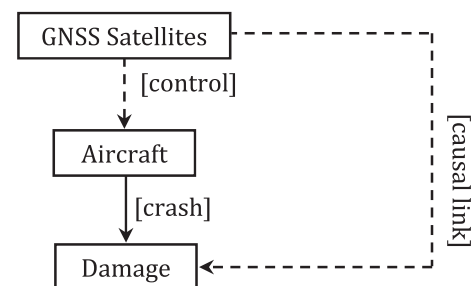 GNSS Satellites
[control]
Aircraft
[causal link]
[crash]
Damage